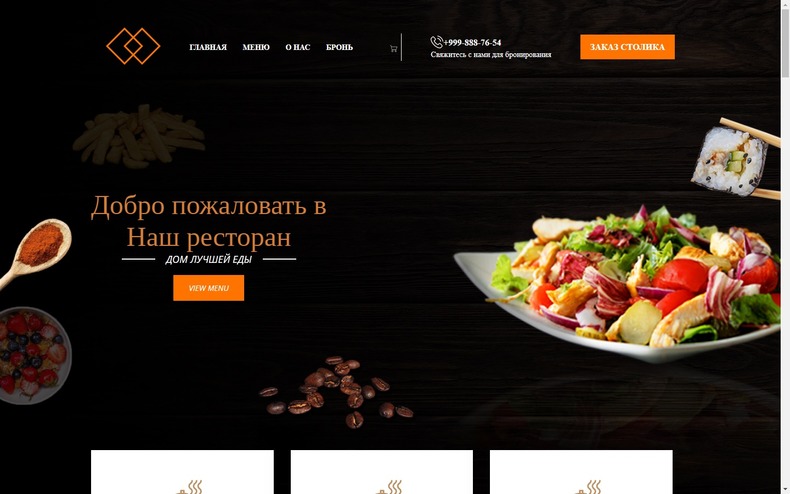 ГЛАВНАЯ МЕНЮ О НАС БРОНЬ
+999-888-76-54
Свяжитесь с нами для бронирования
ЗАКАЗ СТОЛИКА
Добро пожаловать в
Наш ресторан
ДОМ ЛУЧШЕЙ ЕДЫ
VIEW MENU